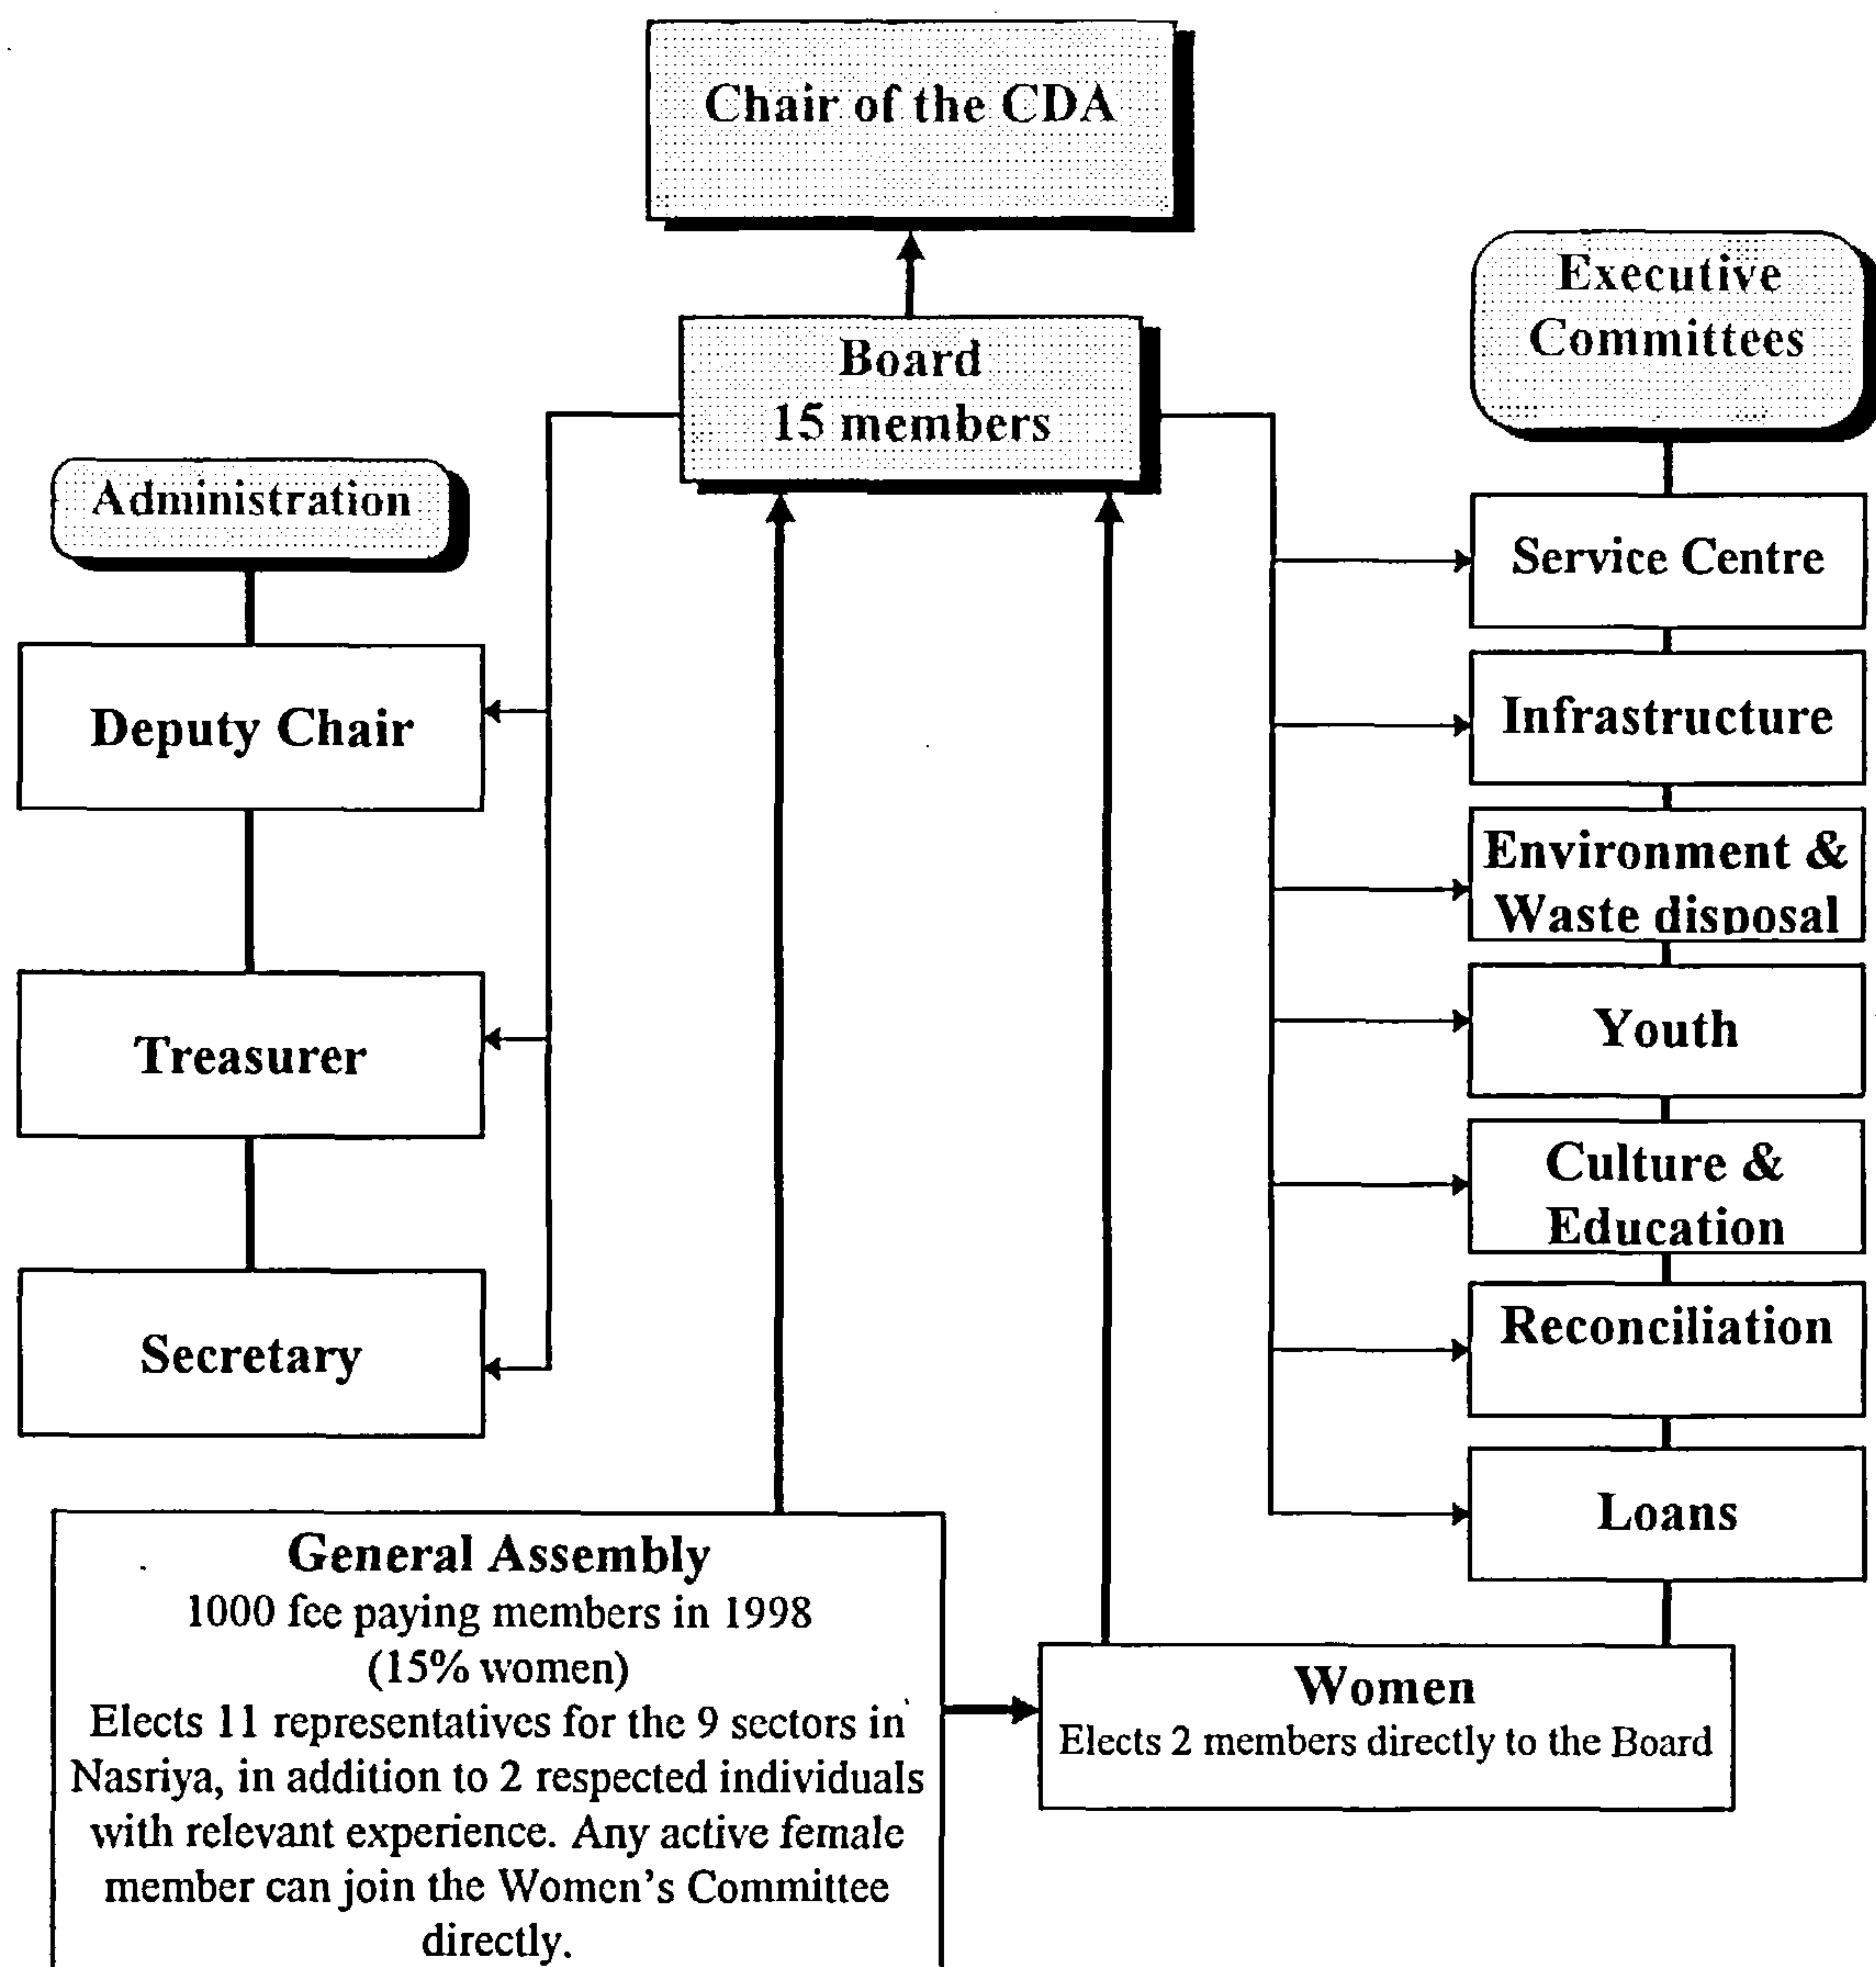 Chair of the CDA
Board
15 members
Executive
Committees
Administration
Deputy Chair
Treasurer
Secretary
Service Centre
Infrastructure
Environment &
Waste disposal
Youth
Culture &
Education
Reconciliation
Loans
General Assembly
1000 fee paying members in 1998
(15% women)
Elects 11 representatives for the 9 sectors in
Nasriya, in addition to 2 respected individuals
with relevant experience. Any active female
member can join the Women's Committee
directly.
Women
Elects 2 members directly to the Board